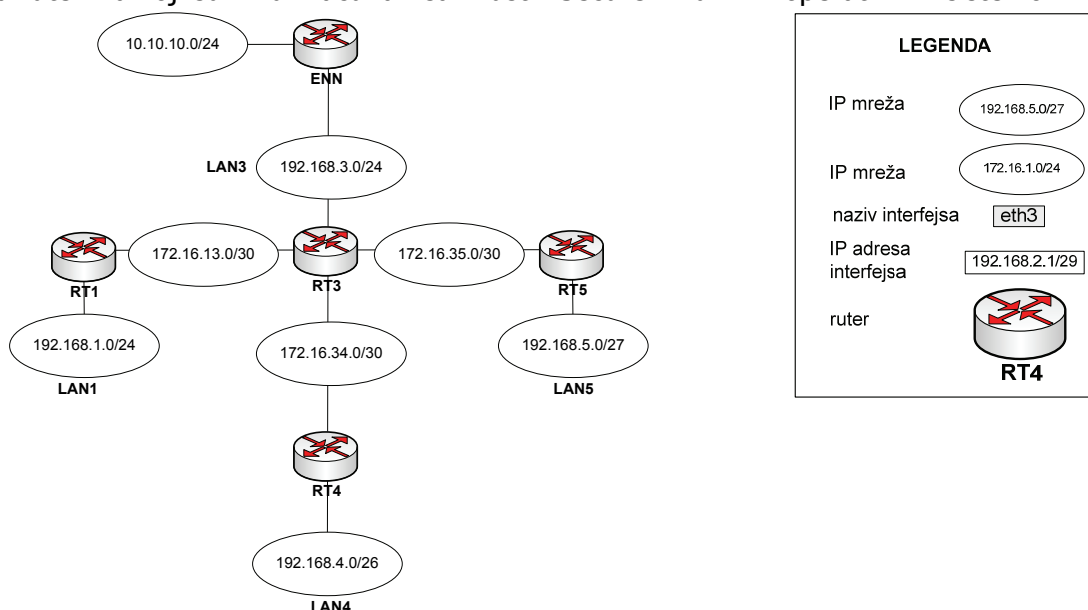 10.10.10.0/24
ENN
LAN3
192.168.3.0/24
172.16.13.0/30
172.16.35.0/30
RT1
RT3
RT5
192.168.1.0/24
172.16.34.0/30
192.168.5.0/27
LAN1
LAN5
RT4
192.168.4.0/26
LAN4
LEGENDA
IP mreža
192.168.5.0/27
IP mreža
172.16.1.0/24
naziv interfejsa
eth3
IP adresa
interfejsa
192.168.2.1/29
ruter
RT4